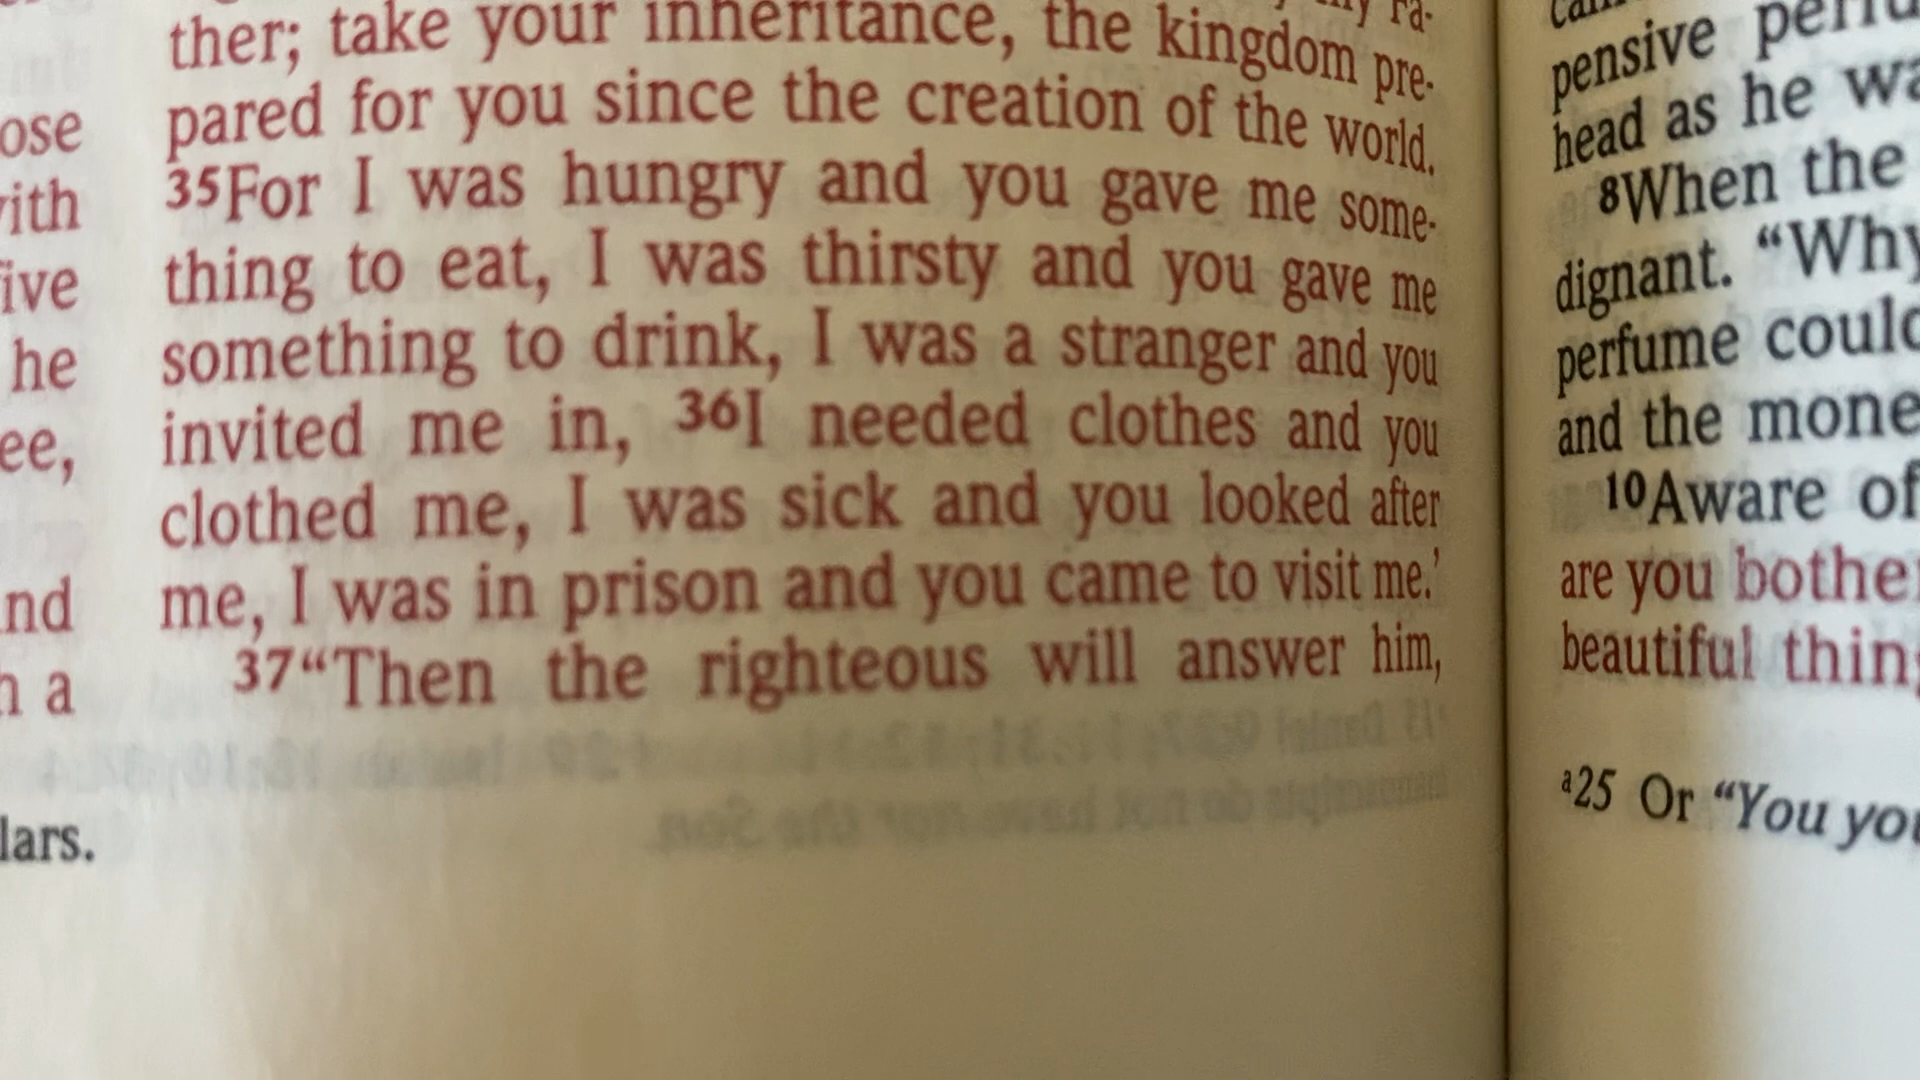 ose
with
ive
he
ee,
nd
a
lars.
ther; take your inheritance, the kingdom pre-
pared for you since the creation of the world.
35For I was hungry and you gave me some-
thing to eat, I was thirsty and you gave me
something to drink, I was a stranger and you
invited me in, 36I needed clothes and you
clothed me, I was sick and you looked after
me, I was in prison and you came to visit me.’
37“Then the righteous will answer him,
pensive
head as he
8When the
dignant. “Why
perfume could
and the mone
10Aware of
are you bother
beautiful thing
a25 Or “You you